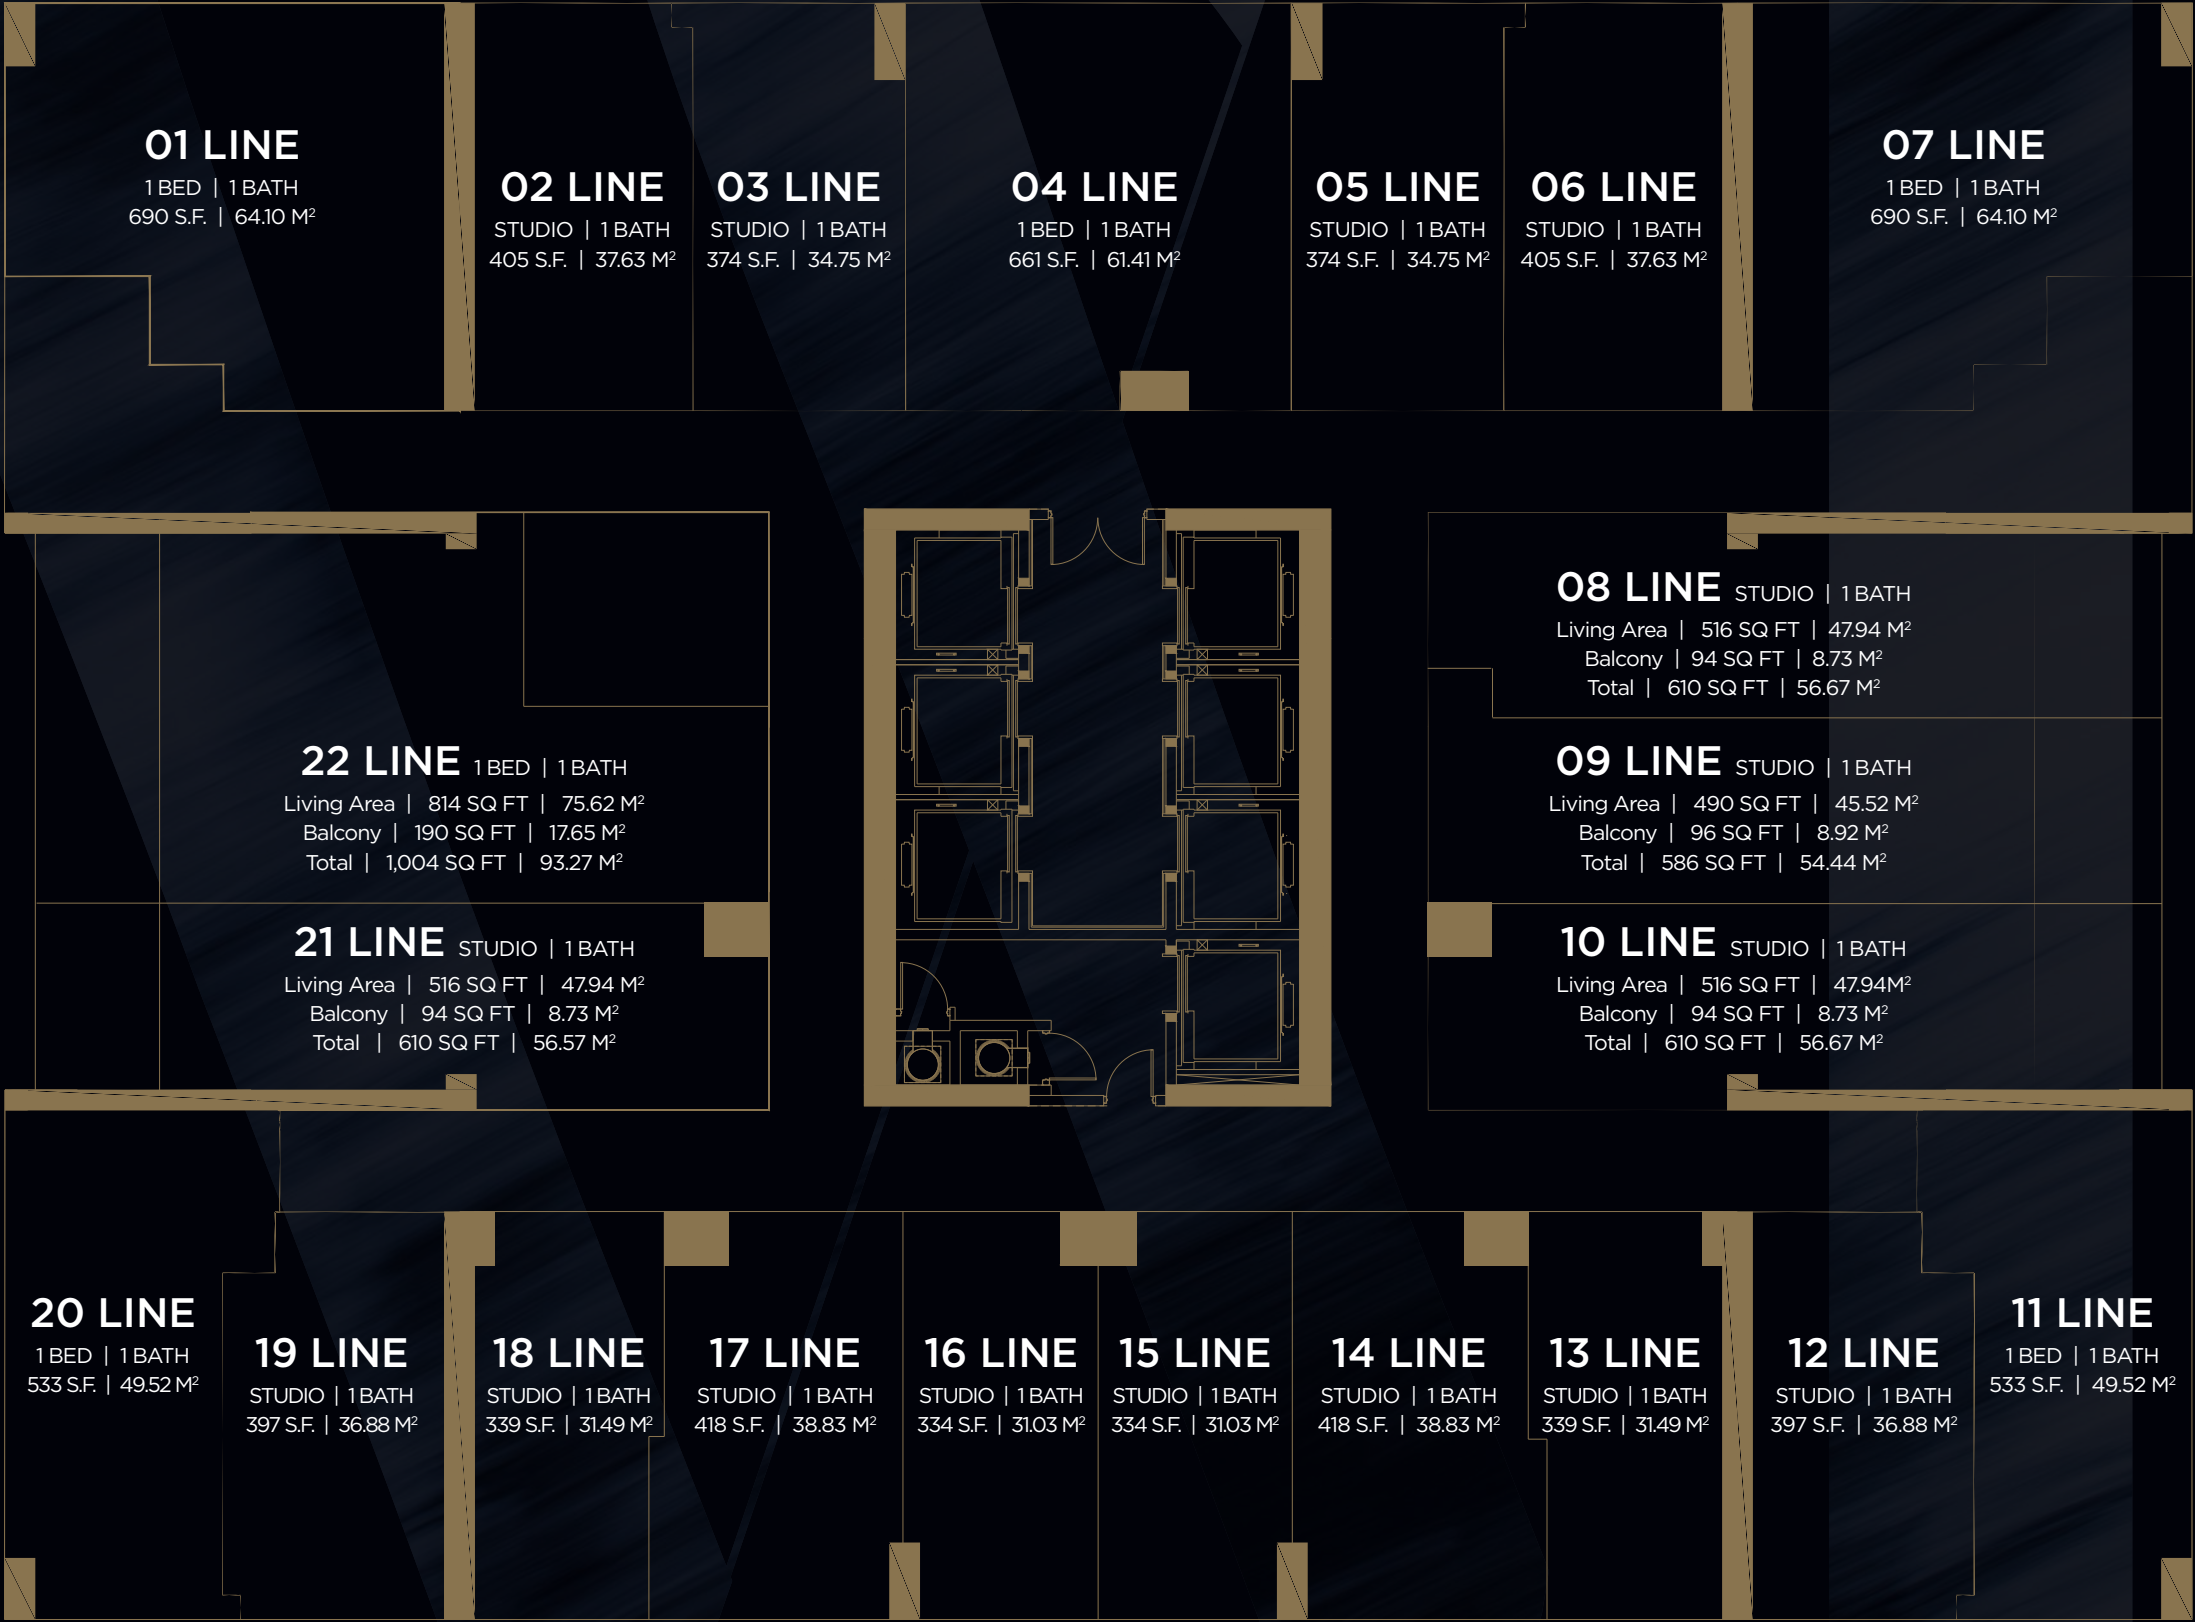 01 LINE
1 BED | 1 BATH
690 S.F. | 64.10 M²
02 LINE
STUDIO | 1 BATH
405 S.F. | 37.63 M²
03 LINE
STUDIO | 1 BATH
374 S.F. | 34.75 M²
04 LINE
1 BED | 1 BATH
661 S.F. | 61.41 M²
05 LINE
STUDIO | 1 BATH
374 S.F. | 34.75 M²
06 LINE
STUDIO | 1 BATH
405 S.F. | 37.63 M²
07 LINE
1 BED | 1 BATH
690 S.F. | 64.10 M²
08 LINE STUDIO | 1 BATH
Living Area | 516 SQ FT | 47.94 M²
Balcony | 94 SQ FT | 8.73 M²
Total | 610 SQ FT | 56.67 M²
22 LINE 1 BED | 1 BATH
Living Area | 814 SQ FT | 75.62 M²
Balcony | 190 SQ FT | 17.65 M²
Total | 1,004 SQ FT | 93.27 M²
09 LINE STUDIO | 1 BATH
Living Area | 490 SQ FT | 45.52 M²
Balcony | 96 SQ FT | 8.92 M²
Total | 586 SQ FT | 54.44 M²
21 LINE STUDIO | 1 BATH
Living Area | 516 SQ FT | 47.94 M²
Balcony | 94 SQ FT | 8.73 M²
Total | 610 SQ FT | 56.57 M²
10 LINE STUDIO | 1 BATH
Living Area | 516 SQ FT | 47.94M²
Balcony | 94 SQ FT | 8.73 M²
Total | 610 SQ FT | 56.67 M²
20 LINE
1 BED | 1 BATH
533 S.F. | 49.52 M²
19 LINE
STUDIO | 1 BATH
397 S.F. | 36.88 M²
18 LINE
STUDIO | 1 BATH
339 S.F. | 31.49 M²
17 LINE
STUDIO | 1 BATH
418 S.F. | 38.83 M²
16 LINE
STUDIO | 1 BATH
334 S.F. | 31.03 M²
15 LINE
STUDIO | 1 BATH
334 S.F. | 31.03 M²
14 LINE
STUDIO | 1 BATH
418 S.F. | 38.83 M²
13 LINE
STUDIO | 1 BATH
339 S.F. | 31.49 M²
12 LINE
STUDIO | 1 BATH
397 S.F. | 36.88 M²
11 LINE
1 BED | 1 BATH
533 S.F. | 49.52 M²